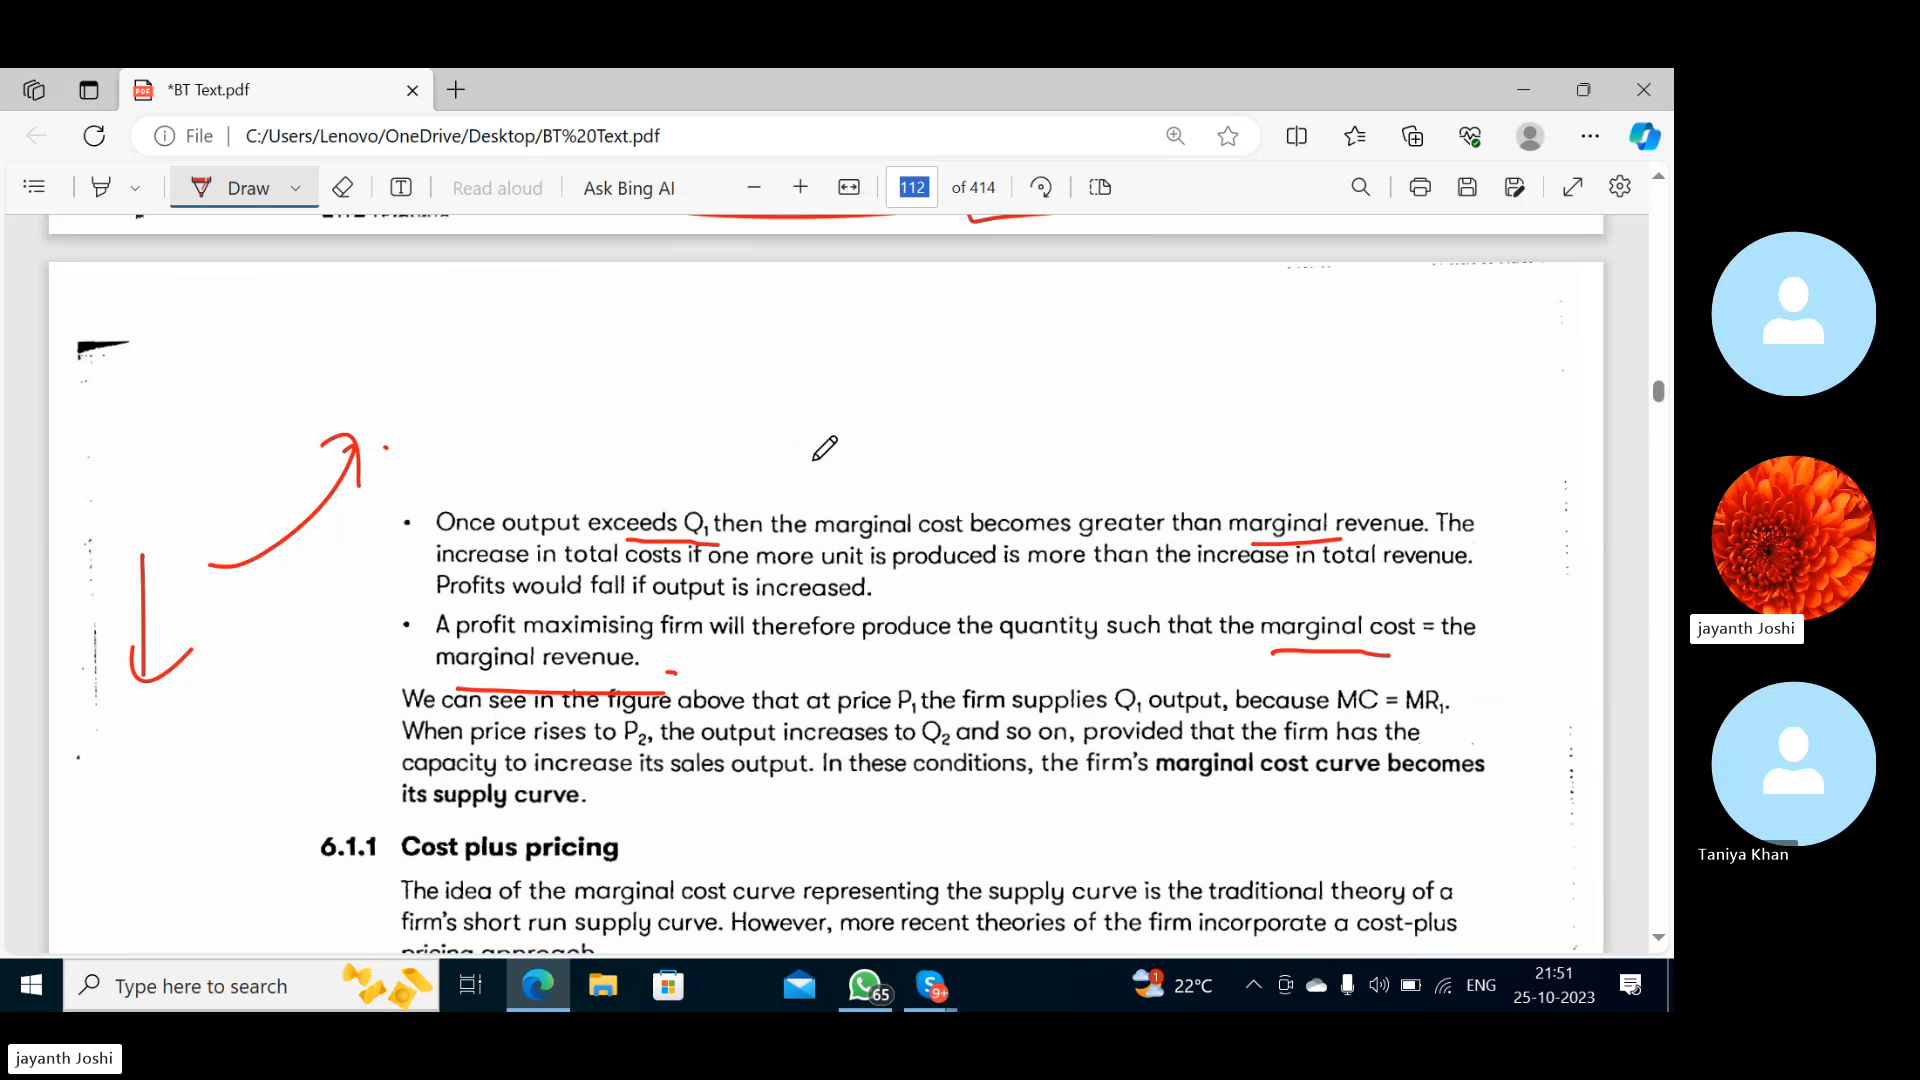 *BT Text.pdf
File
C:/Users/Lenovo/OneDrive/Desktop/BT%20Text.pdf
Draw
Read aloud
Ask Bing AI
112
of 414
Once output exceeds Q1 then the marginal cost becomes greater than marginal revenue. The
increase in total costs if one more unit is produced is more than the increase in total revenue.
Profits would fall if output is increased.
A profit maximising firm will therefore produce the quantity such that the marginal cost = the
marginal revenue.
We can see in the figure above that at price P1 the firm supplies Q1 output, because MC = MR1.
When price rises to P2, the output increases to Q2 and so on, provided that the firm has the
capacity to increase its sales output. In these conditions, the firm's marginal cost curve becomes
its supply curve.
6.1.1 Cost plus pricing
The idea of the marginal cost curve representing the supply curve is the traditional theory of a
firm's short run supply curve. However, more recent theories of the firm incorporate a cost-plus
pricing approach
jayanth Joshi
Taniya Khan
Type here to search
65
9+
1
22°C
ENG
21:51
25-10-2023
jayanth Joshi